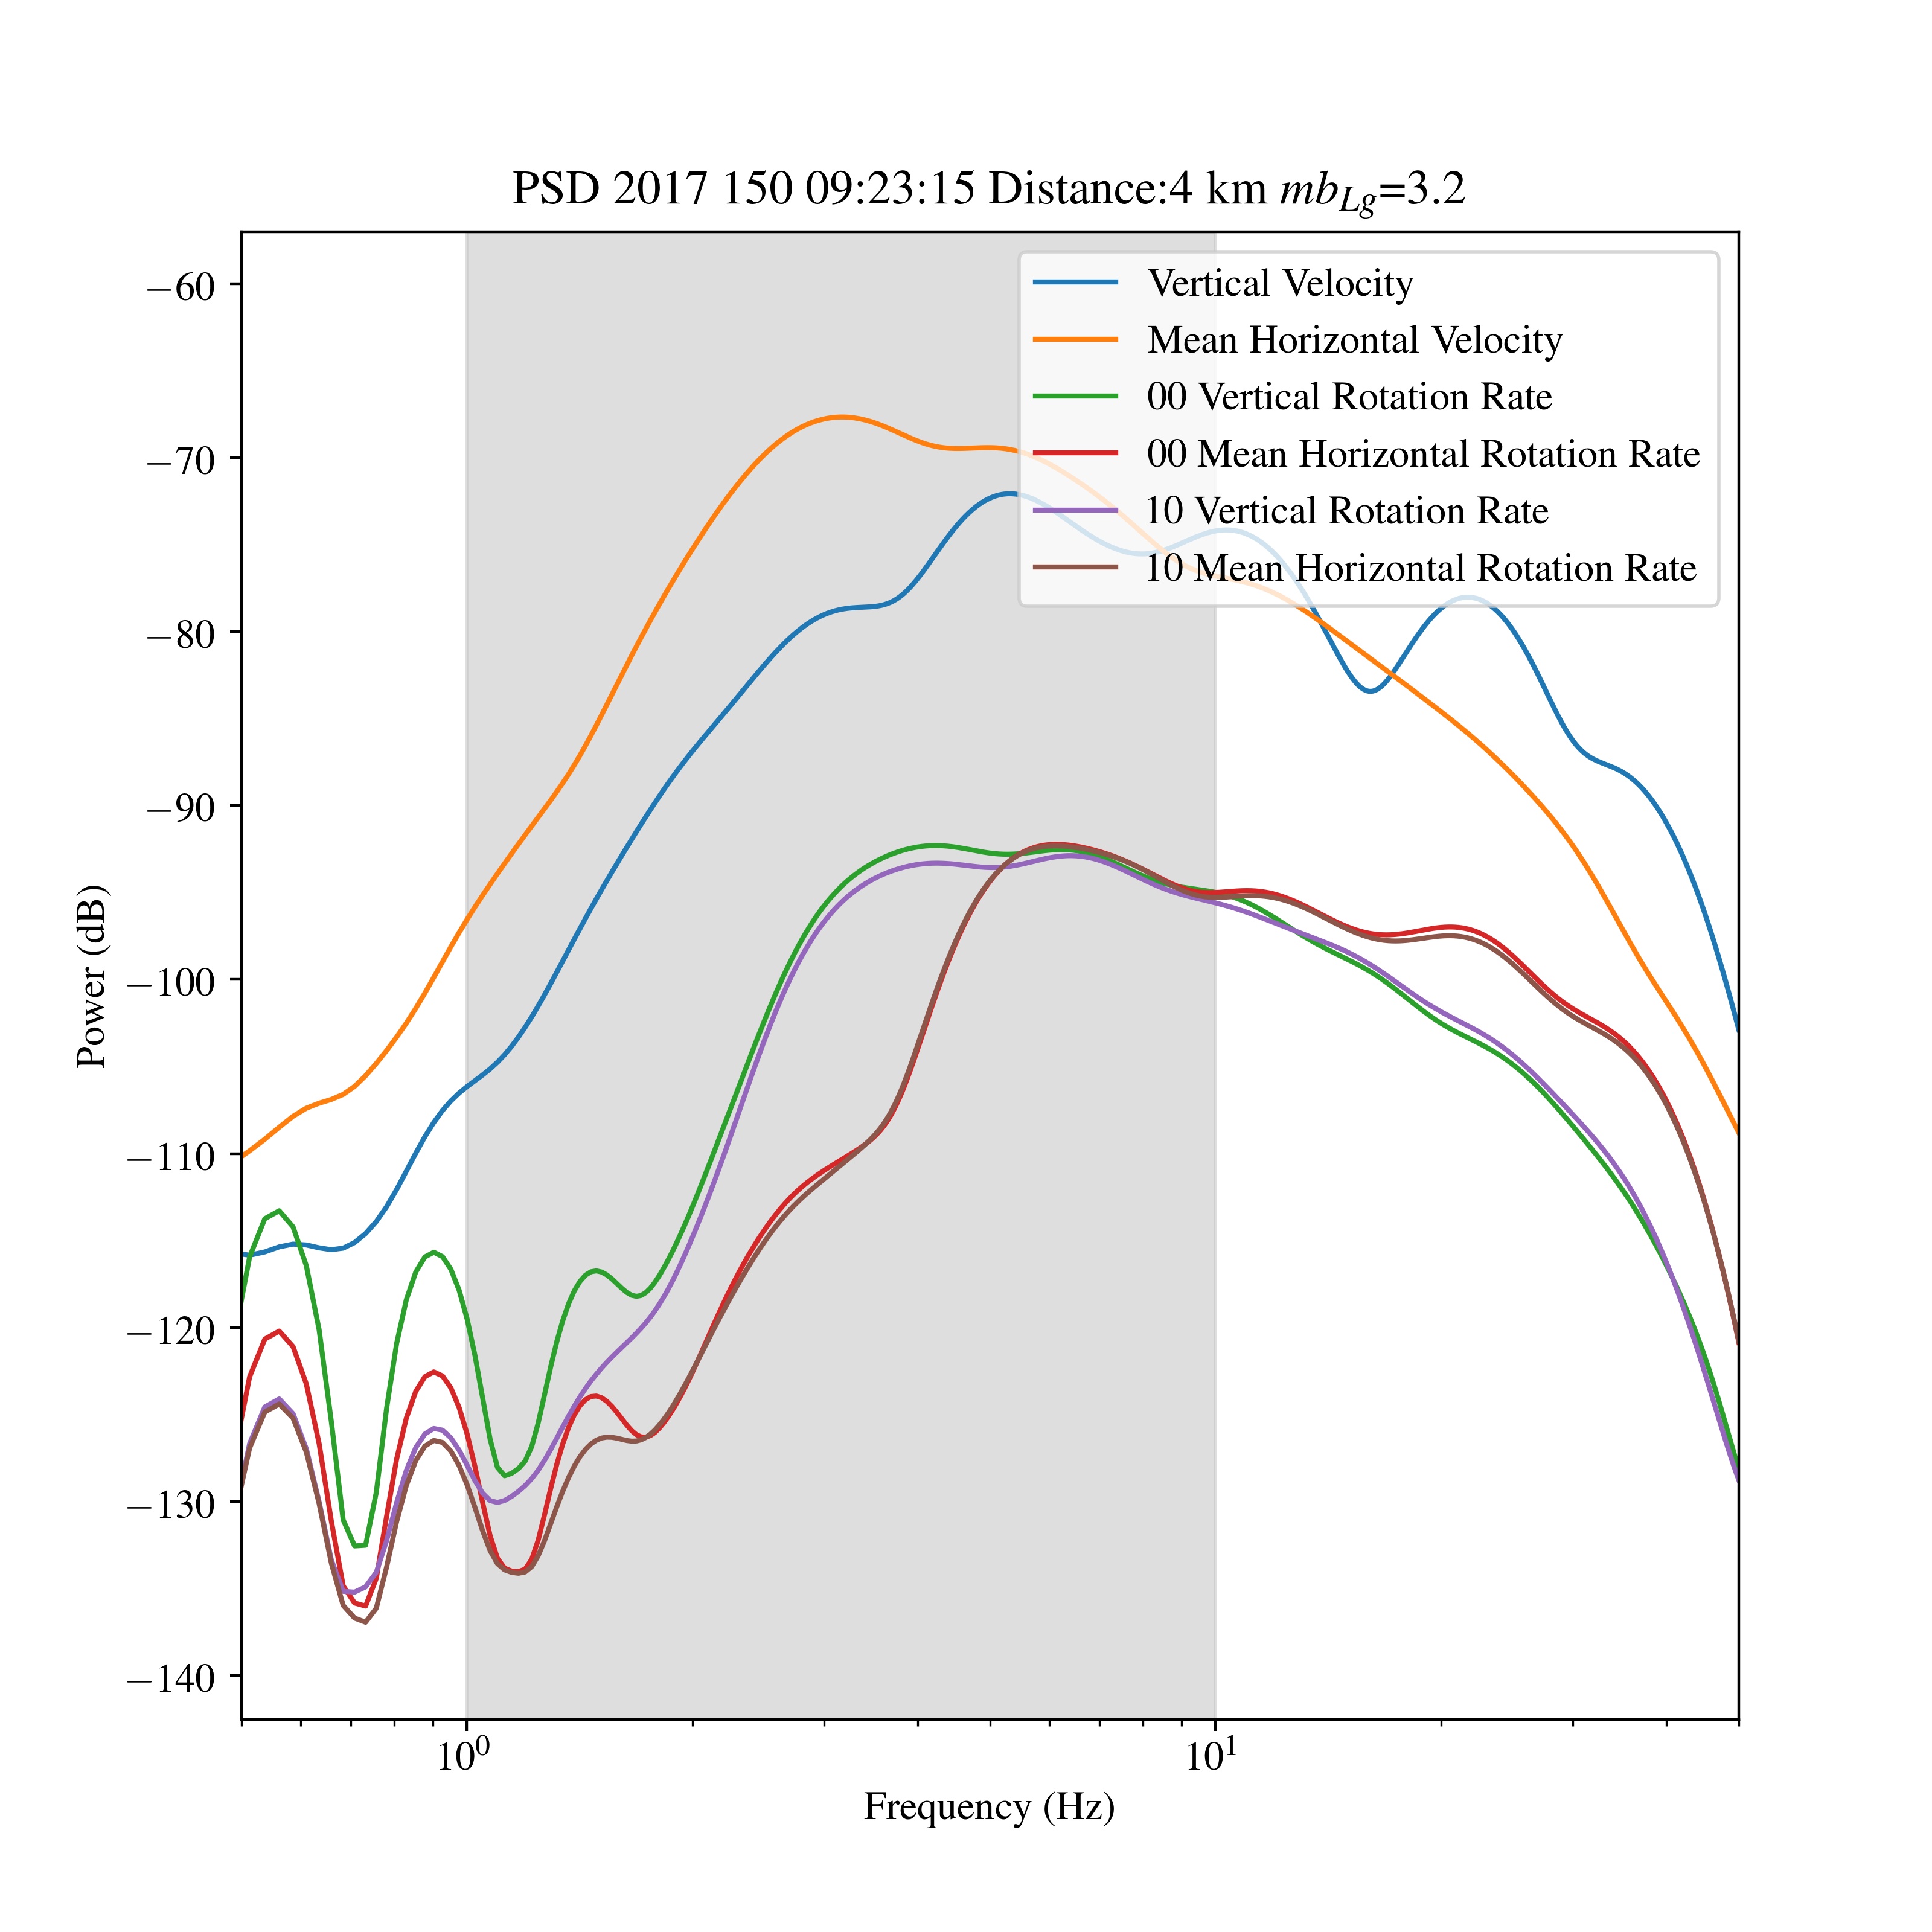 PSD 2017 150 09:23:15 Distance:4 km mb_{Lg}=3.2
Vertical Velocity
Mean Horizontal Velocity
00 Vertical Rotation Rate
00 Mean Horizontal Rotation Rate
10 Vertical Rotation Rate
10 Mean Horizontal Rotation Rate
Power (dB)
−60
−70
−80
−90
−100
−110
−120
−130
−140
10⁰
10¹
Frequency (Hz)